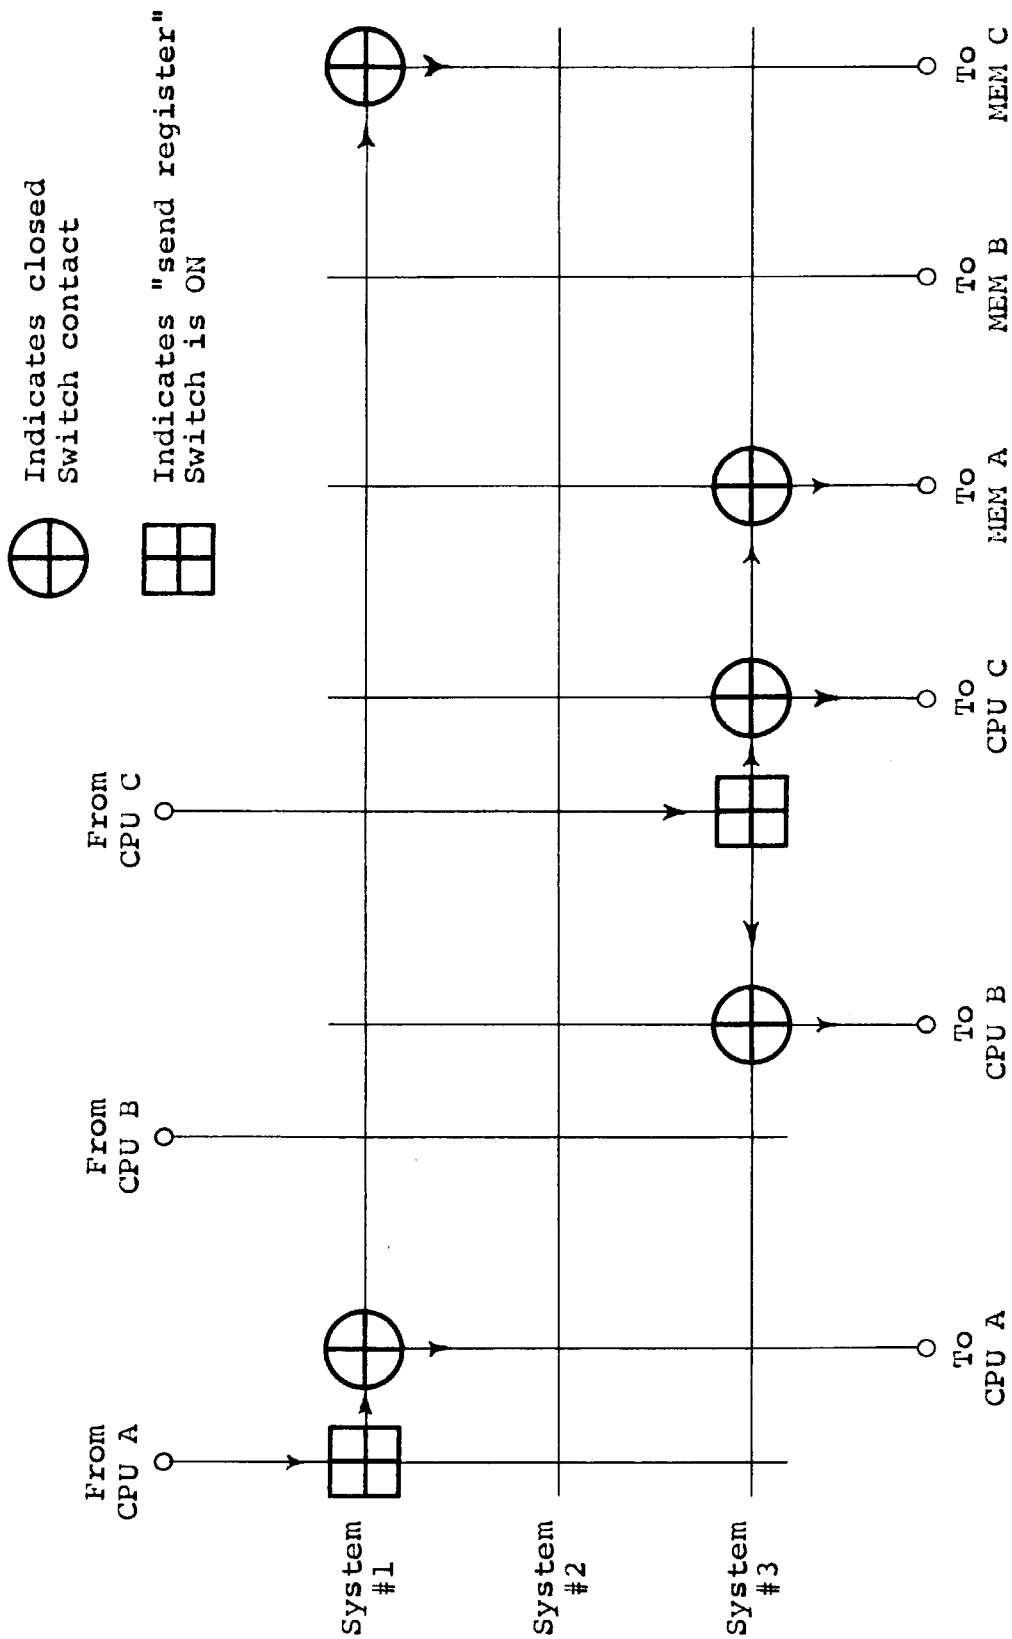 Indicates closed
Switch contact
Indicates "send register"
Switch is ON
From
CPU A
From
CPU B
From
CPU C
System
#1
System
#2
System
#3
To
CPU A
To
CPU B
To
CPU C
To
MEM A
To
MEM B
To
MEM C